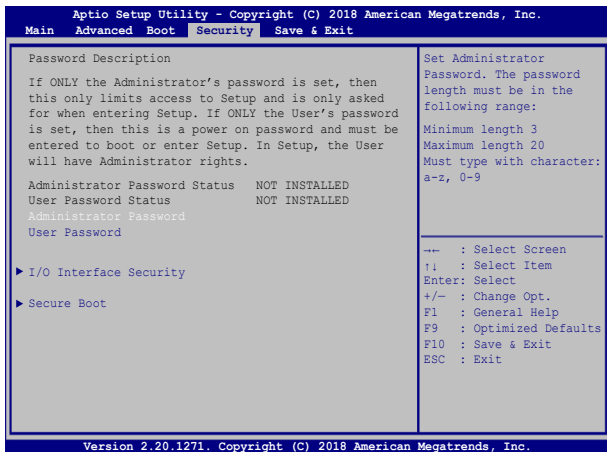 Aptio Setup Utility - Copyright (C) 2018 American Megatrends, Inc.
Main Advanced Boot Security Save & Exit
Password Description
If ONLY the Administrator's password is set, then
this only limits access to Setup and is only asked
for when entering Setup. If ONLY the User's password
is set, then this is a power on password and must be
entered to boot or enter Setup. In Setup, the User
will have Administrator rights.
Administrator Password Status NOT INSTALLED
User Password Status NOT INSTALLED
Administrator Password
User Password
▶ I/O Interface Security
▶ Secure Boot
Set Administrator
Password. The password
length must be in the
following range:
Minimum length 3
Maximum length 20
Must type with character:
a-z, 0-9
→← : Select Screen
↑↓ : Select Item
Enter: Select
+/− : Change Opt.
F1 : General Help
F9 : Optimized Defaults
F10 : Save & Exit
ESC : Exit
Version 2.20.1271. Copyright (C) 2018 American Megatrends, Inc.